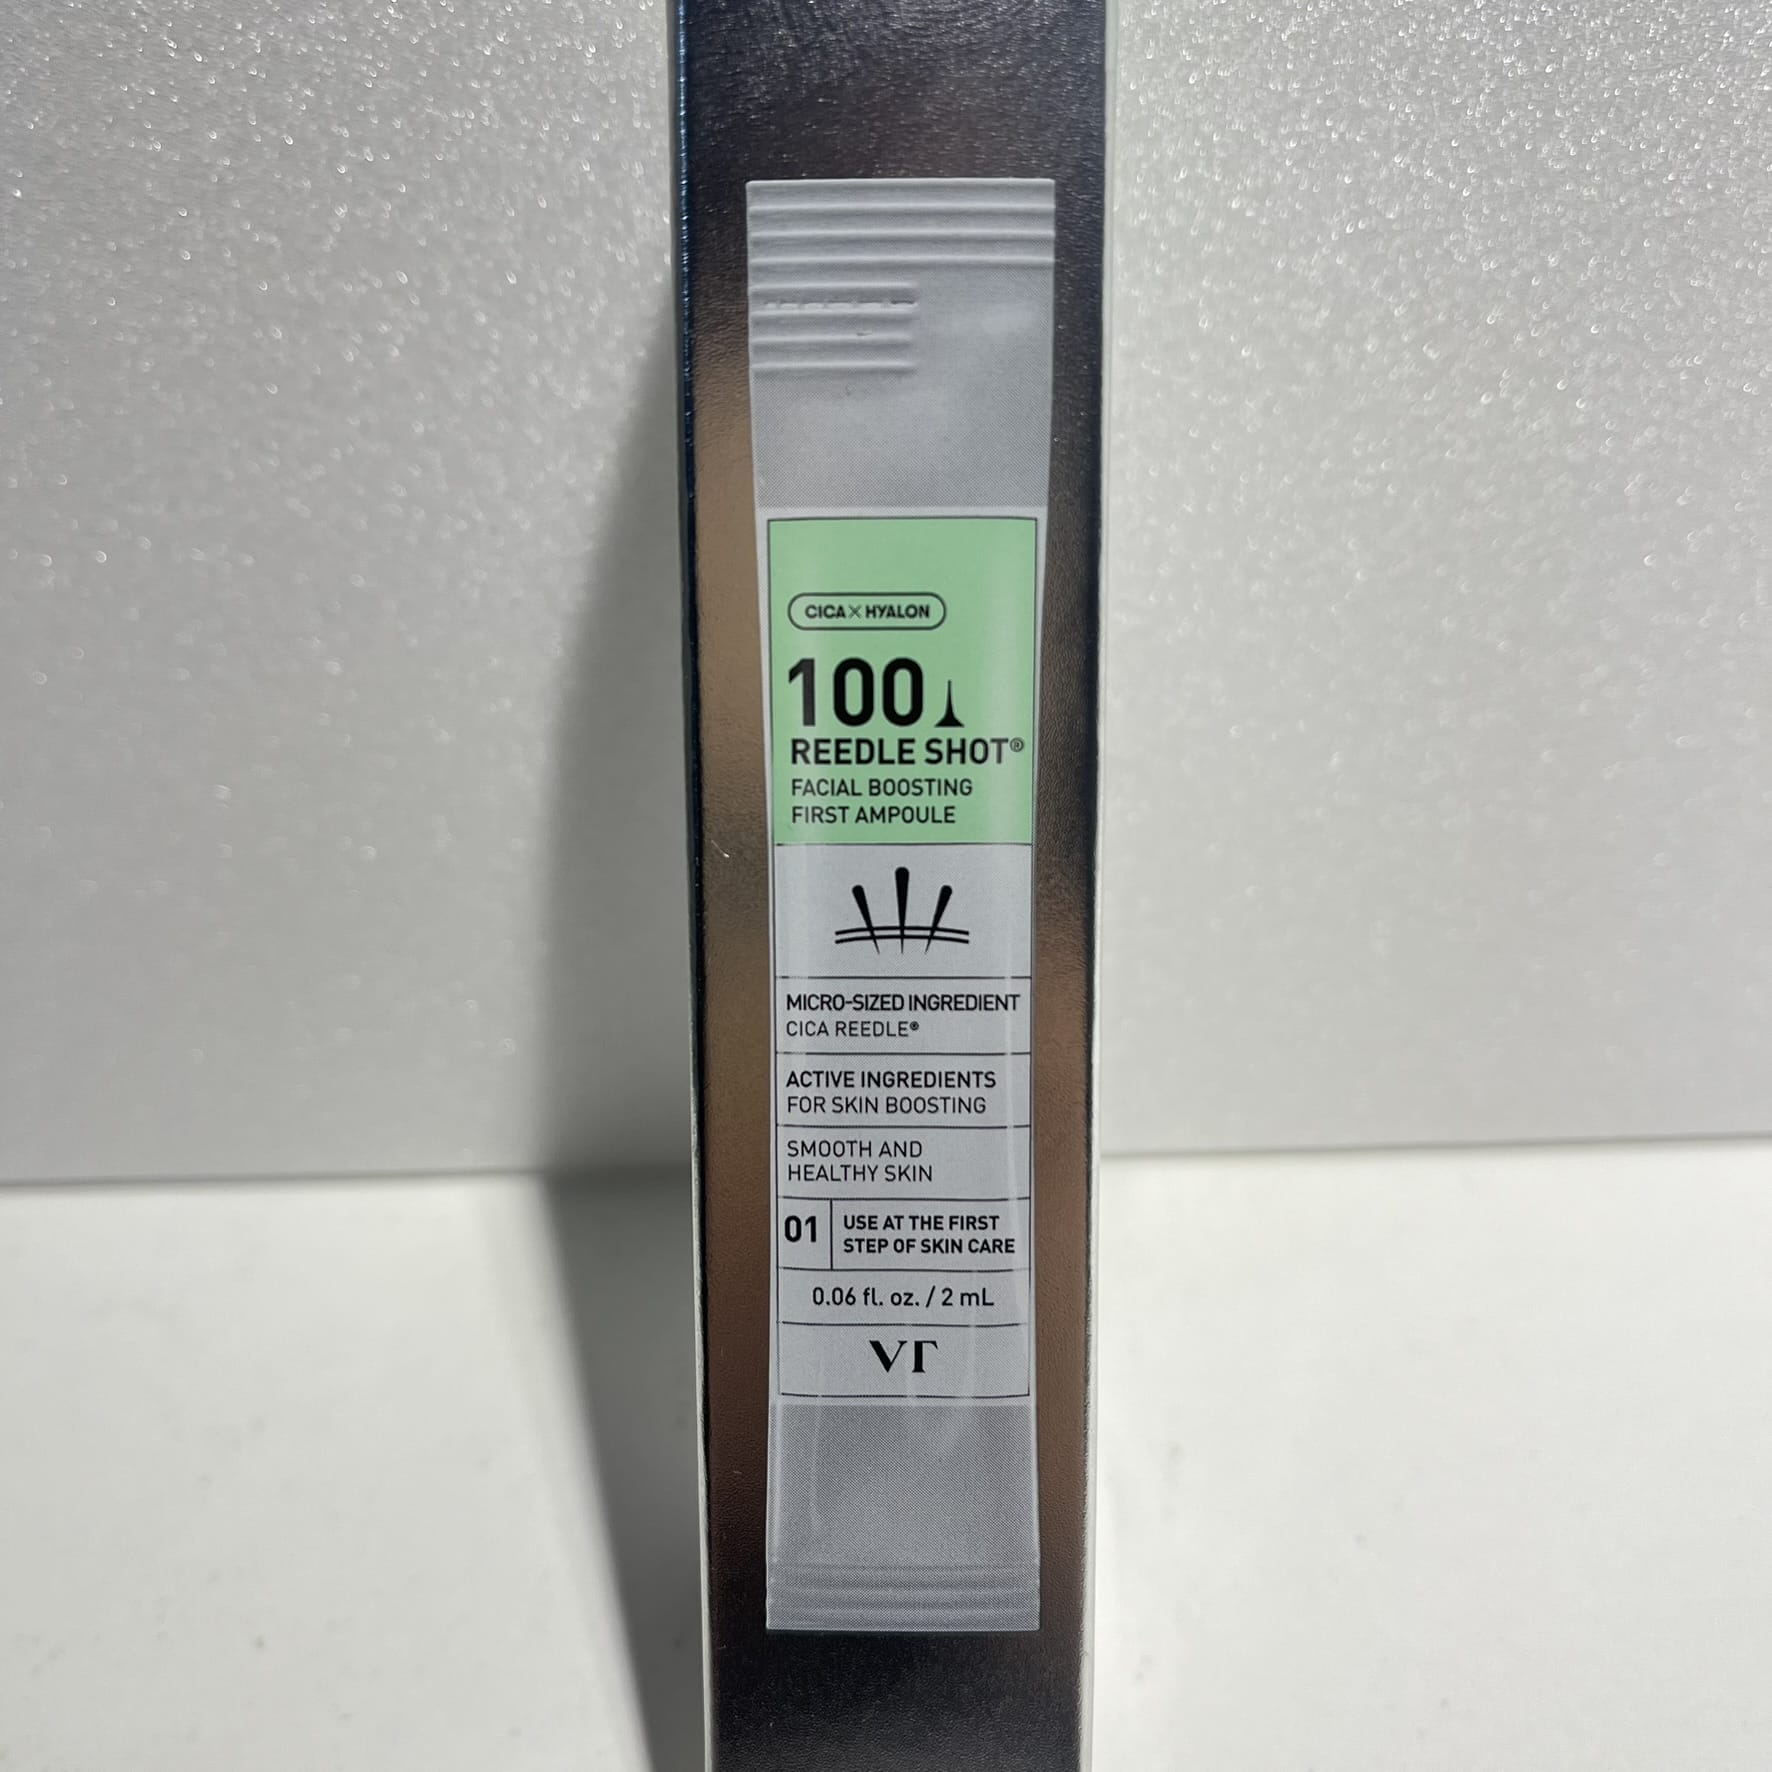 CICA X HYALON
100
REEDLE SHOT®
FACIAL BOOSTING
FIRST AMPOULE
MICRO-SIZED INGREDIENT
CICA REEDLE®
ACTIVE INGREDIENTS
FOR SKIN BOOSTING
SMOOTH AND
HEALTHY SKIN
01
USE AT THE FIRST
STEP OF SKIN CARE
0.06 fl. oz. / 2 mL
VT